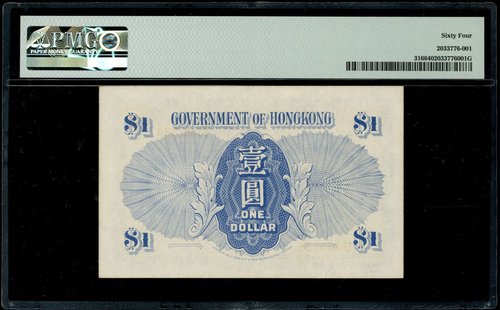 PMG
PAPER MONEY GUARANTY
Sixty Four
2033776-001
3166402033776001G
GOVERNMENT OF HONGKONG
$1 $1
壹
圓
ONE
DOLLAR
$1 $1